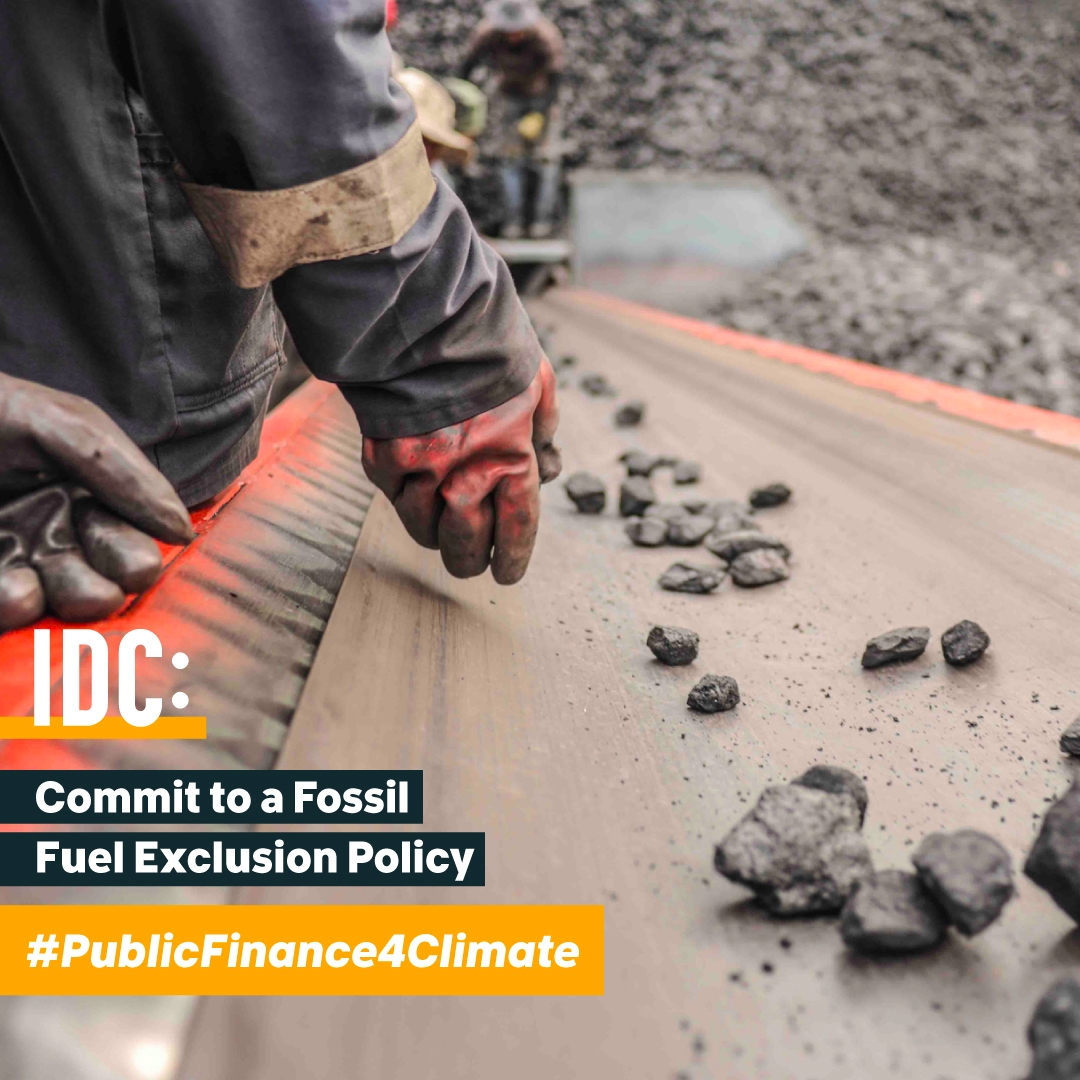 IDC:
Commit to a Fossil
Fuel Exclusion Policy
#PublicFinance4Climate